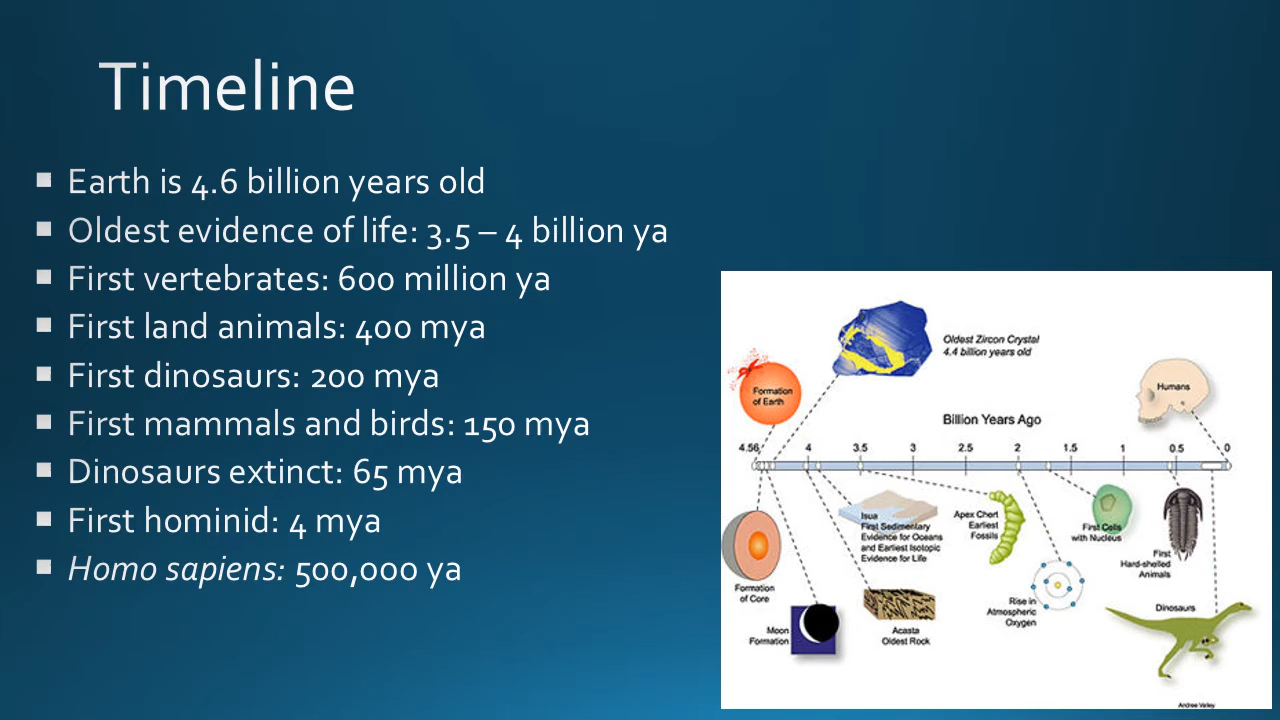 Timeline
Earth is 4.6 billion years old
Oldest evidence of life: 3.5 – 4 billion ya
First vertebrates: 600 million ya
First land animals: 400 mya
First dinosaurs: 200 mya
First mammals and birds: 150 mya
Dinosaurs extinct: 65 mya
First hominid: 4 mya
Homo sapiens: 500,000 ya
Oldest Zircon Crystal
4.4 billion years old
Formation
of Earth
Humans
Billion Years Ago
4.56 4 3.5 3 2.5 2 1.5 1 0.5 0
Isua
First Sedimentary
Evidence for Oceans
and Earliest Isotopic
Evidence for Life
Apex Chert
Earliest
Fossils
First Cells
with Nucleus
First
Hard-shelled
Animals
Formation
of Core
Rise in
Atmospheric
Oxygen
Dinosaurs
Moon
Formation
Acasta
Oldest Rock
Andree Valley